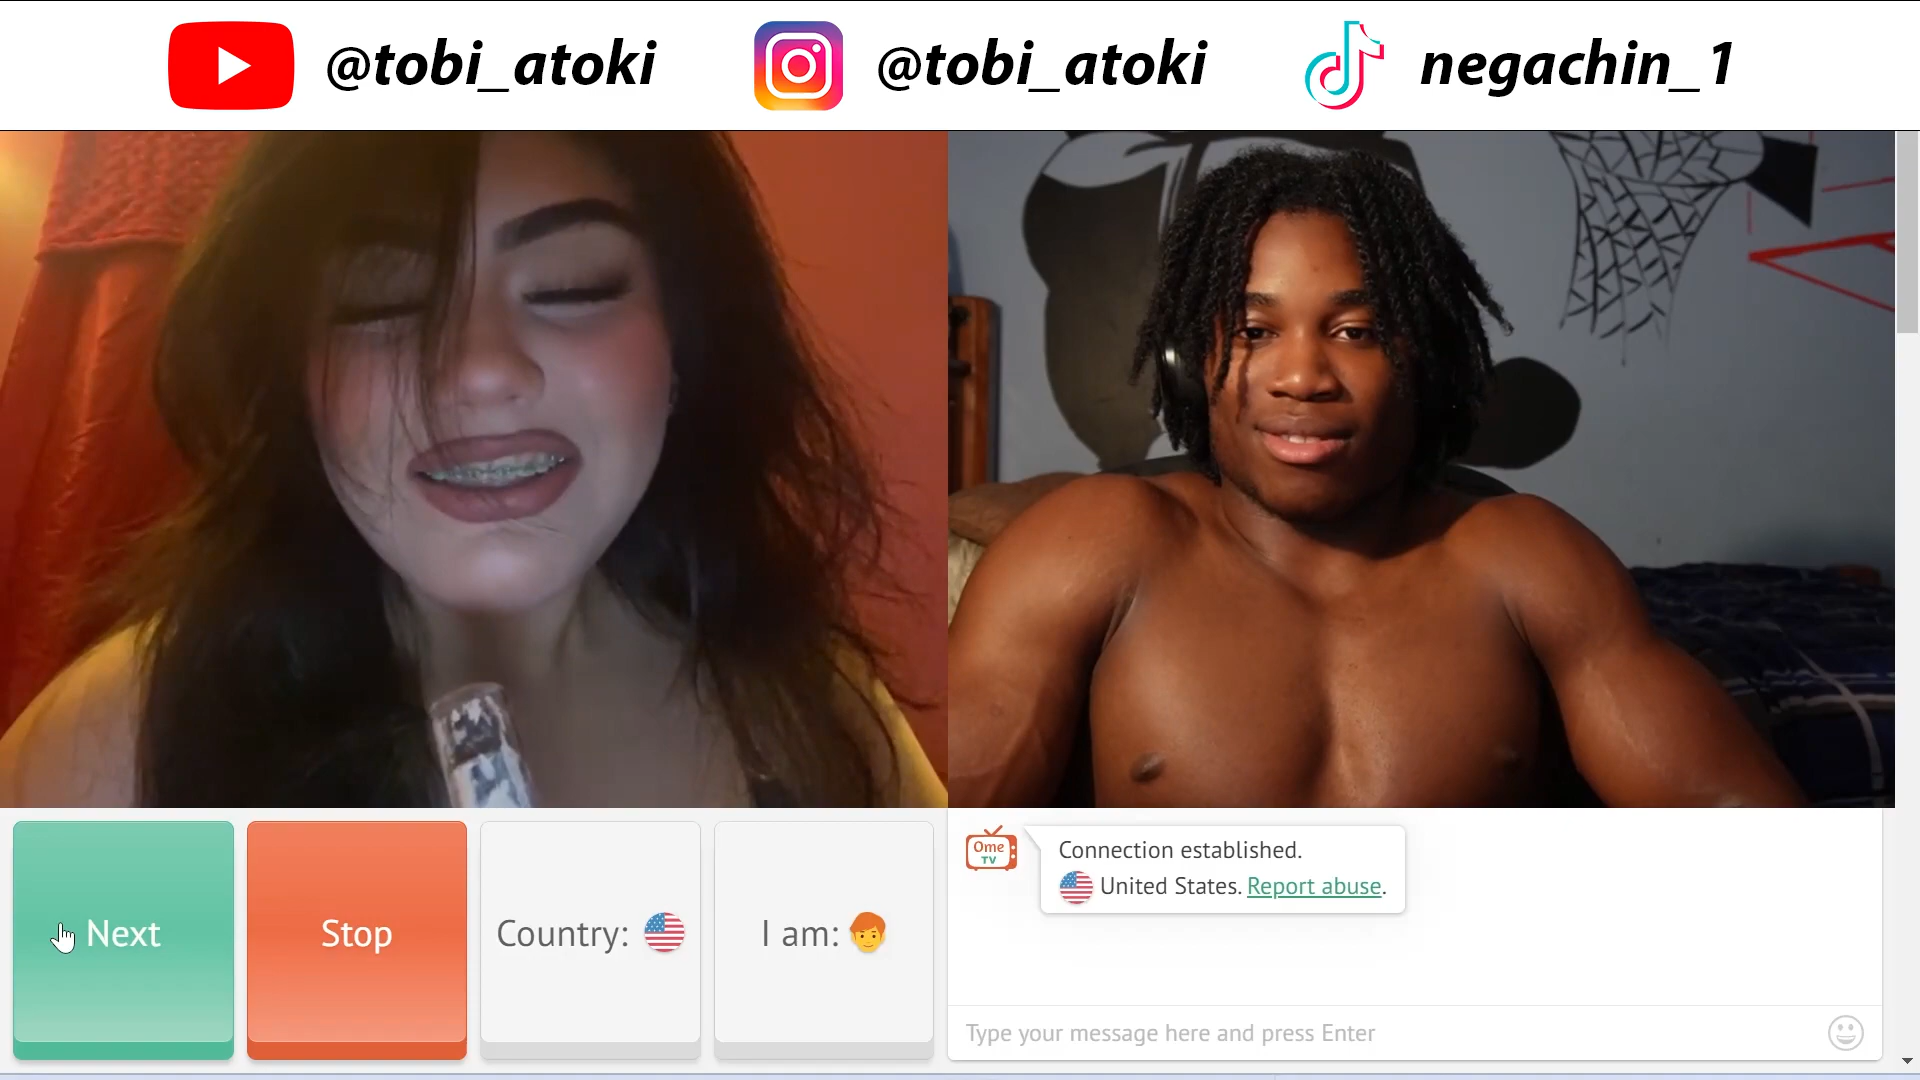 @tobi_atoki @tobi_atoki negachin_1
Ome
TV
Connection established.
United States. Report abuse.
Next
Stop
Country:
I am:
Type your message here and press Enter